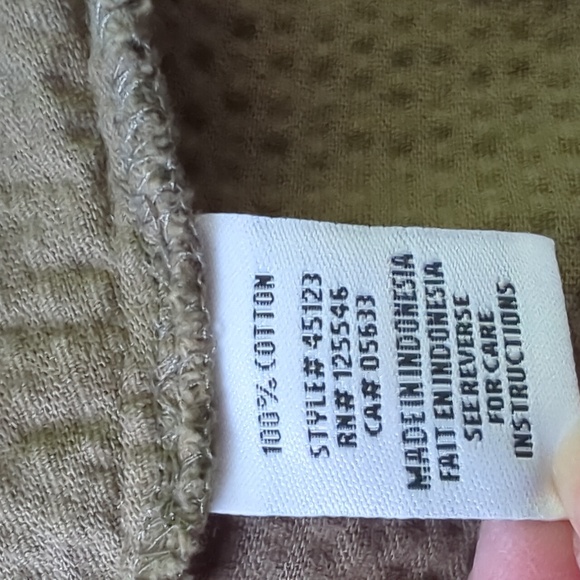 100% COTTON
STYLE# 45123
RN# 125546
CA# 05633
MADE IN INDONESIA
FAIT EN INDONESIA
SEE REVERSE
FOR CARE
INSTRUCTIONS